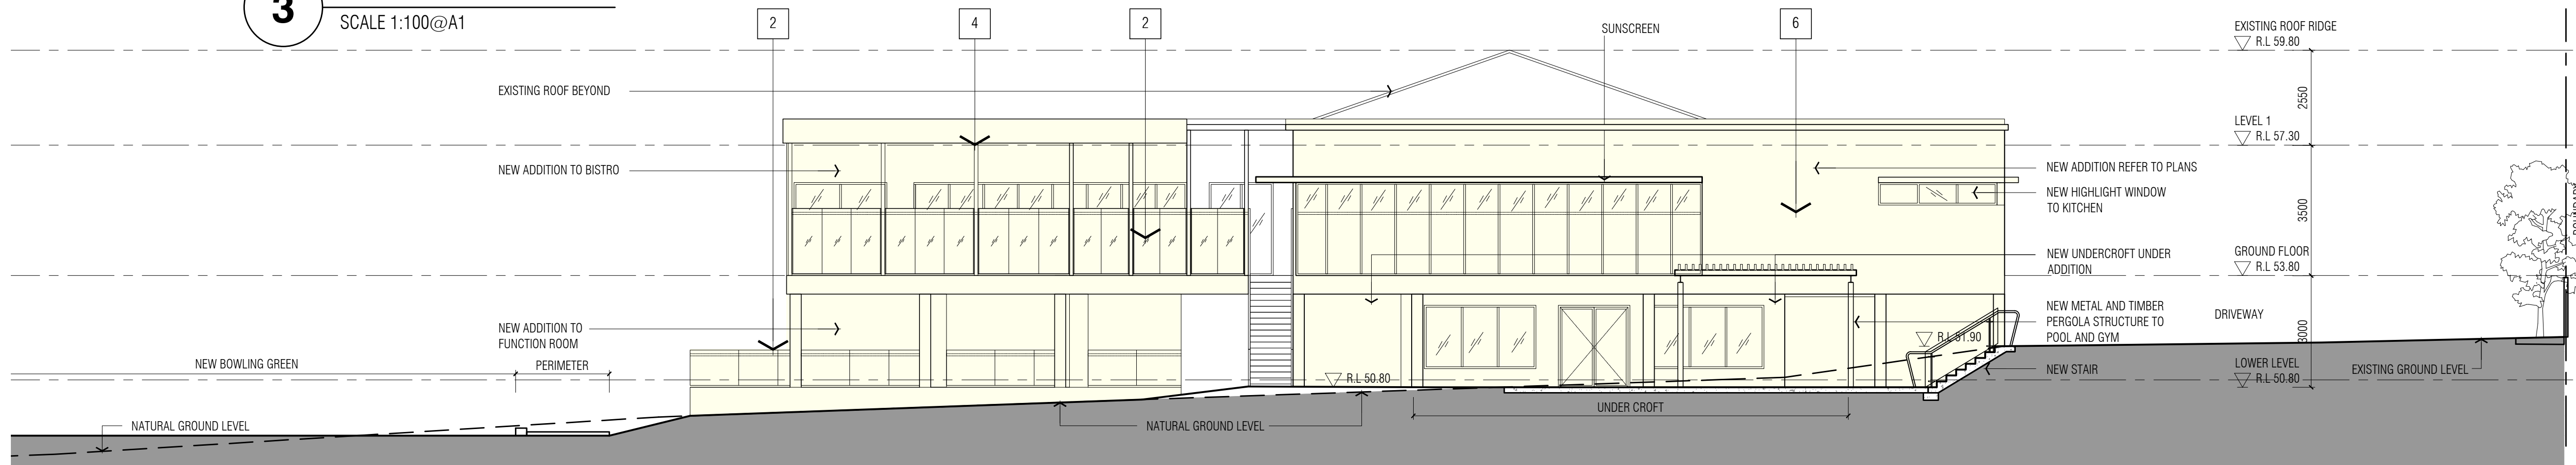 3
SCALE 1:100@A1
2
4
2
6
SUNSCREEN
EXISTING ROOF RIDGE
R.L 59.80
EXISTING ROOF BEYOND
2550
LEVEL 1
R.L 57.30
NEW ADDITION TO BISTRO
NEW ADDITION REFER TO PLANS
NEW HIGHLIGHT WINDOW
TO KITCHEN
3500
BOUNDARY
NEW UNDERCROFT UNDER
ADDITION
GROUND FLOOR
R.L 53.80
NEW METAL AND TIMBER
PERGOLA STRUCTURE TO
POOL AND GYM
DRIVEWAY
3000
NEW ADDITION TO
FUNCTION ROOM
R.L 51.90
NEW BOWLING GREEN
PERIMETER
R.L 50.80
NEW STAIR
LOWER LEVEL
R.L 50.80
EXISTING GROUND LEVEL
UNDER CROFT
NATURAL GROUND LEVEL
NATURAL GROUND LEVEL